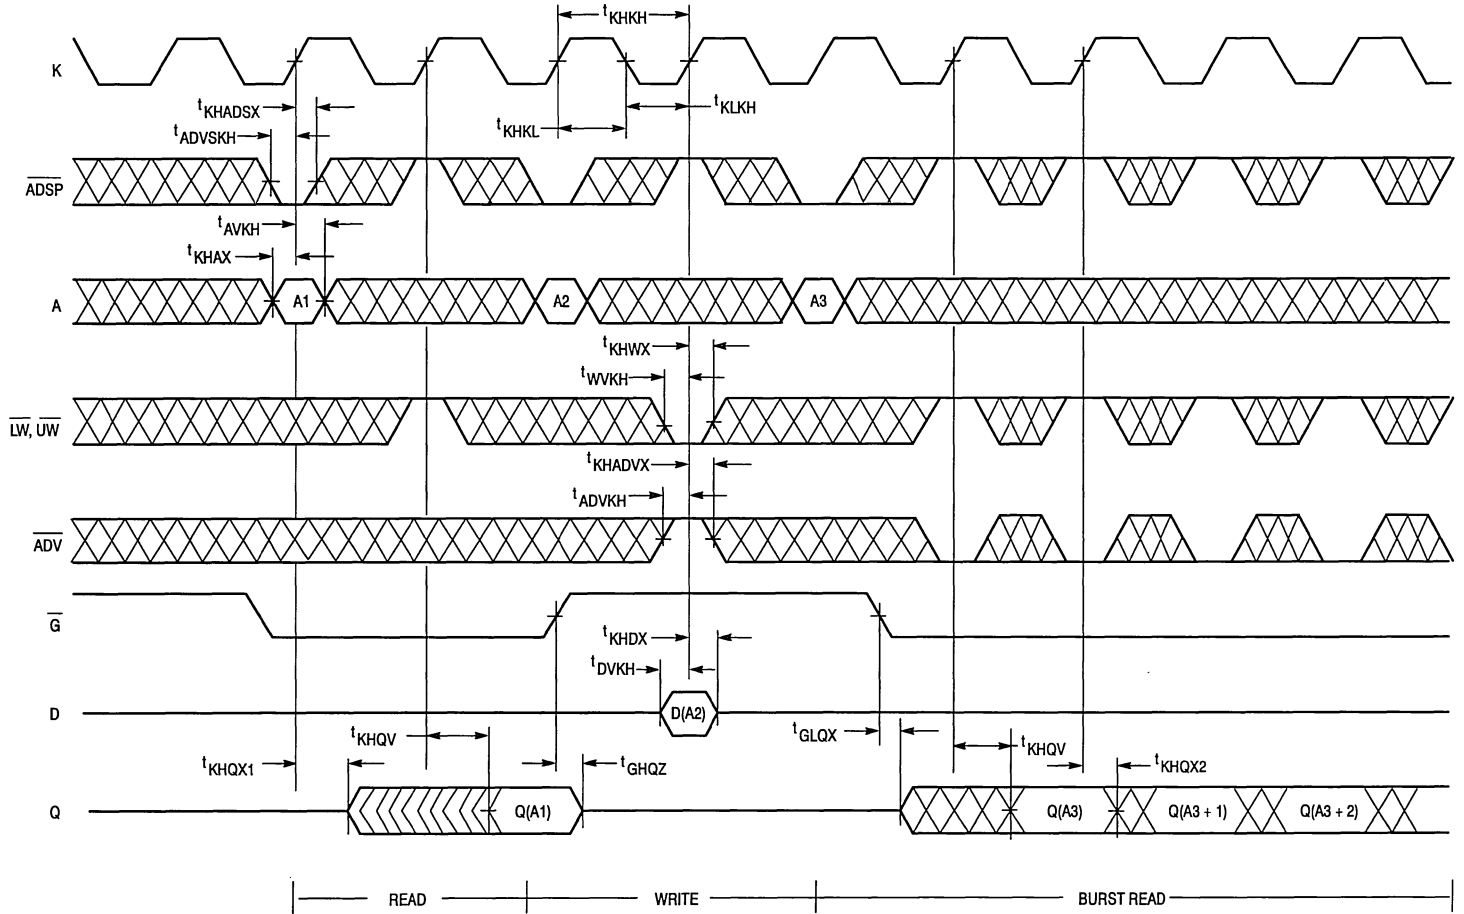 tKHKH
K
tKHADSX
tKLKH
tADVSKH
tKHKL
ADSP
tAVKH
tKHAX
A
A1
A2
A3
tKHWX
tWVKH
LW, UW
tKHADVX
tADVKH
ADV
G
tKHDX
tDVKH
D
D(A2)
tKHQV
tGLQX
tKHQV
tKHQX1
tGHQZ
tKHQX2
Q
Q(A1)
Q(A3)
Q(A3 + 1)
Q(A3 + 2)
READ
WRITE
BURST READ